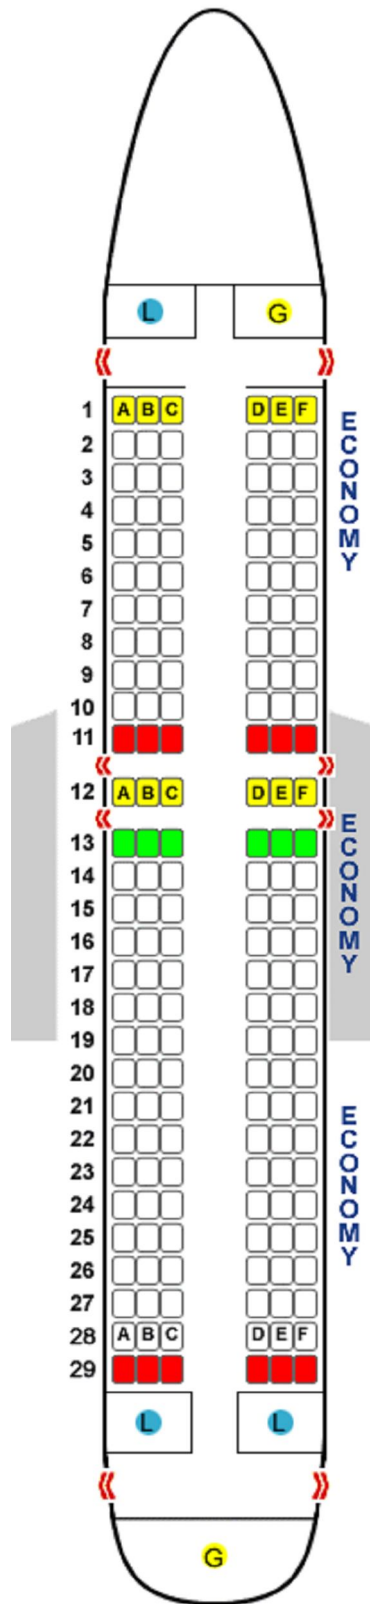 L G
1 A B C D E F
2
3
4
5
6
7
8
9
10
11
ECONOMY
12 A B C D E F
13
14
15
16
17
18
19
ECONOMY
20
21
22
23
24
25
26
27
28 A B C D E F
29
ECONOMY
L L
G